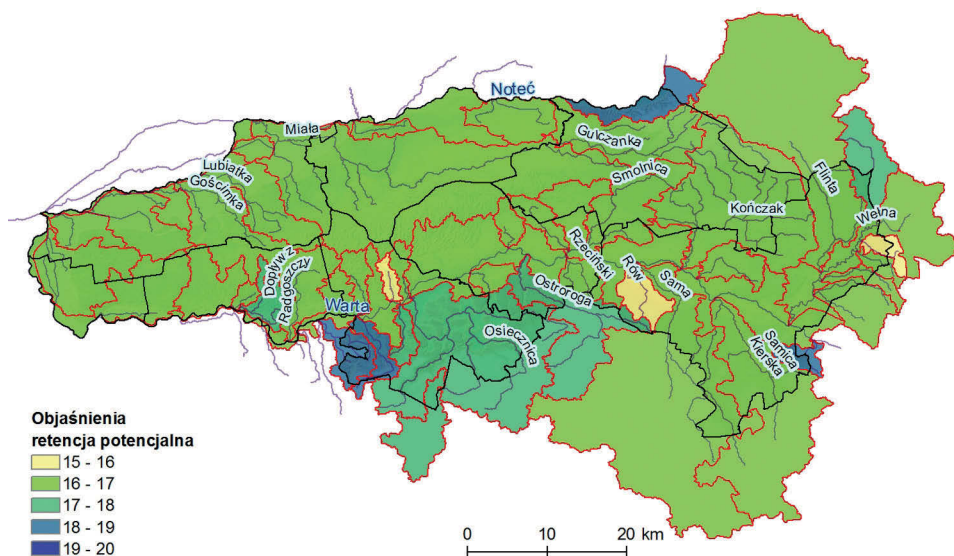 Noteć
Miała
Gulczanka
Lubiatka
Gościmka
Smolnica
Flinta
Kończak
Wełna
Dopływ z
Radgoszczy
Rzeciński
Rów
Sama
Ostroroga
Warta
Osiecznica
Samica
Kierska
Objaśnienia
retencja potencjalna
15 - 16
16 - 17
17 - 18
18 - 19
19 - 20
0 10 20 km